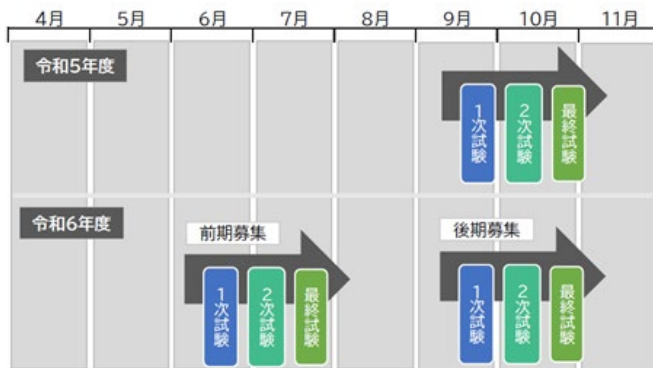 4月 5月 6月 7月 8月 9月 10月 11月
令和5年度
1次試験
2次試験
最終試験
令和6年度
前期募集
後期募集
1次試験
2次試験
最終試験
1次試験
2次試験
最終試験